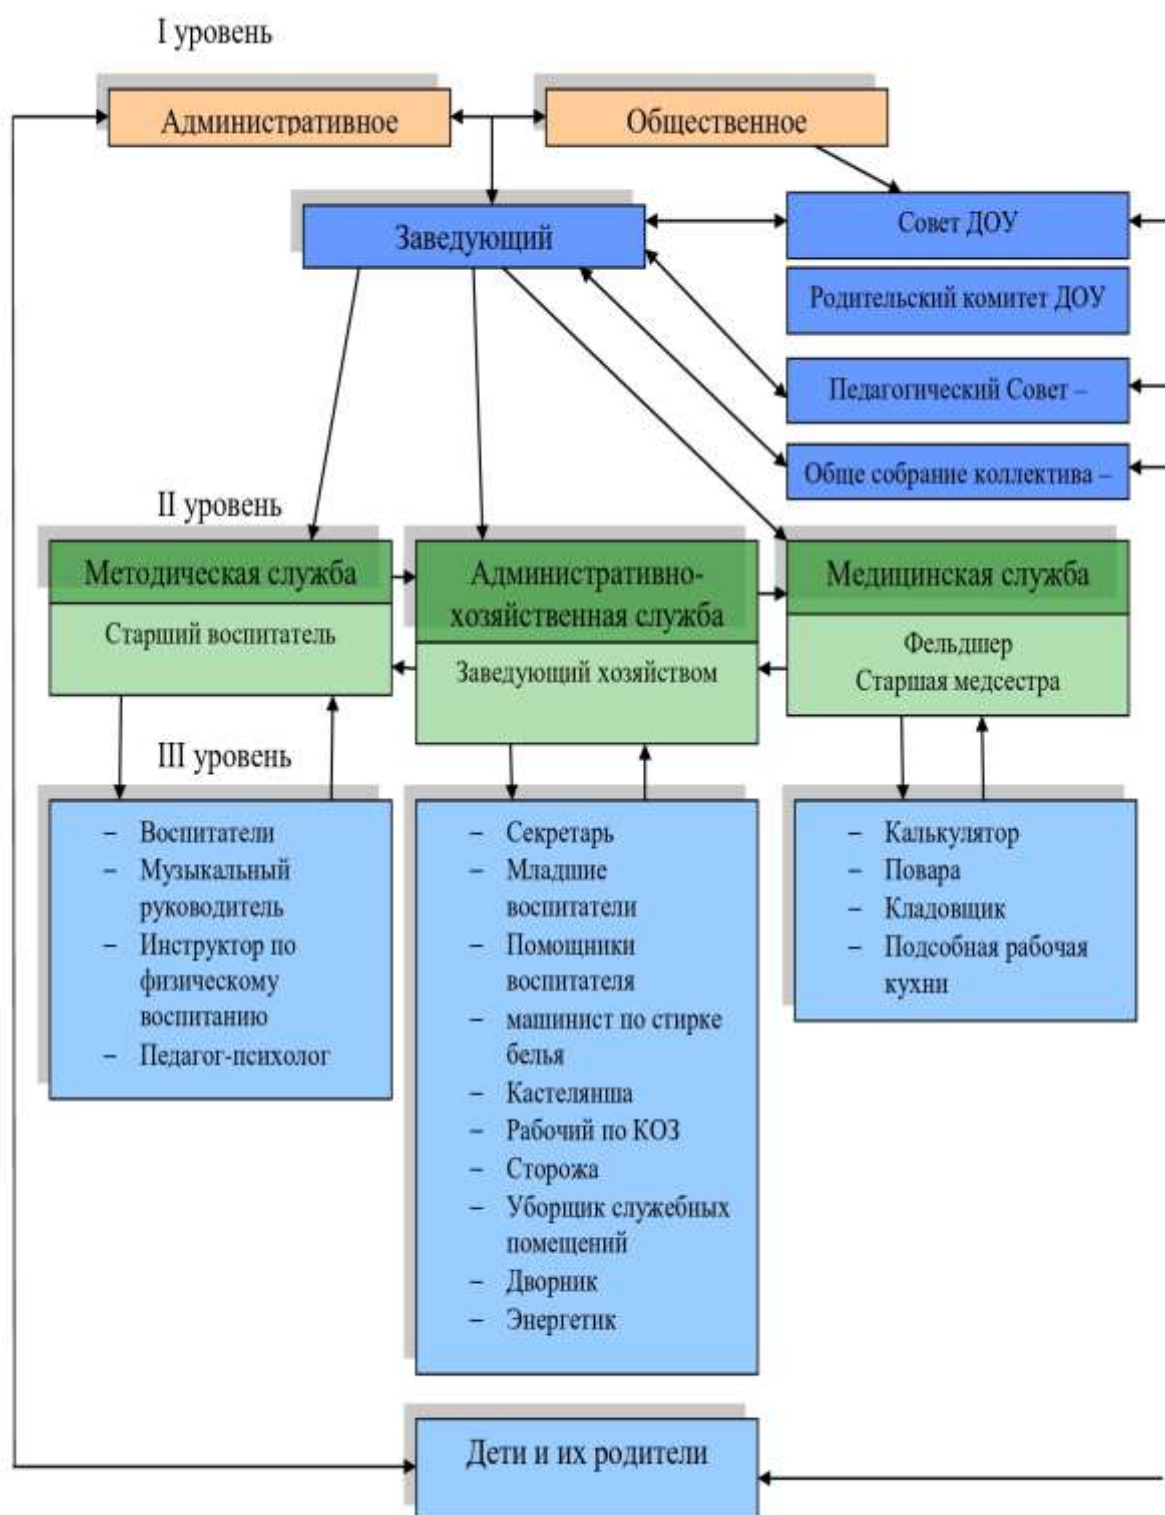 I уровень
Административное
Общественное
Заведующий
Совет ДОУ
Родительский комитет ДОУ
Педагогический Совет –
Обще собрание коллектива –
II уровень
Методическая служба
Старший воспитатель
Административно-
хозяйственная служба
Заведующий хозяйством
Медицинская служба
Фельдшер
Старшая медсестра
III уровень
– Воспитатели
– Музыкальный
руководитель
– Инструктор по
физическому
воспитанию
– Педагог-психолог
– Секретарь
– Младшие
воспитатели
– Помощники
воспитателя
– машинист по стирке
белья
– Кастелянша
– Рабочий по КОЗ
– Сторожа
– Уборщик служебных
помещений
– Дворник
– Энергетик
– Калькулятор
– Повара
– Кладовщик
– Подсобная рабочая
кухни
Дети и их родители